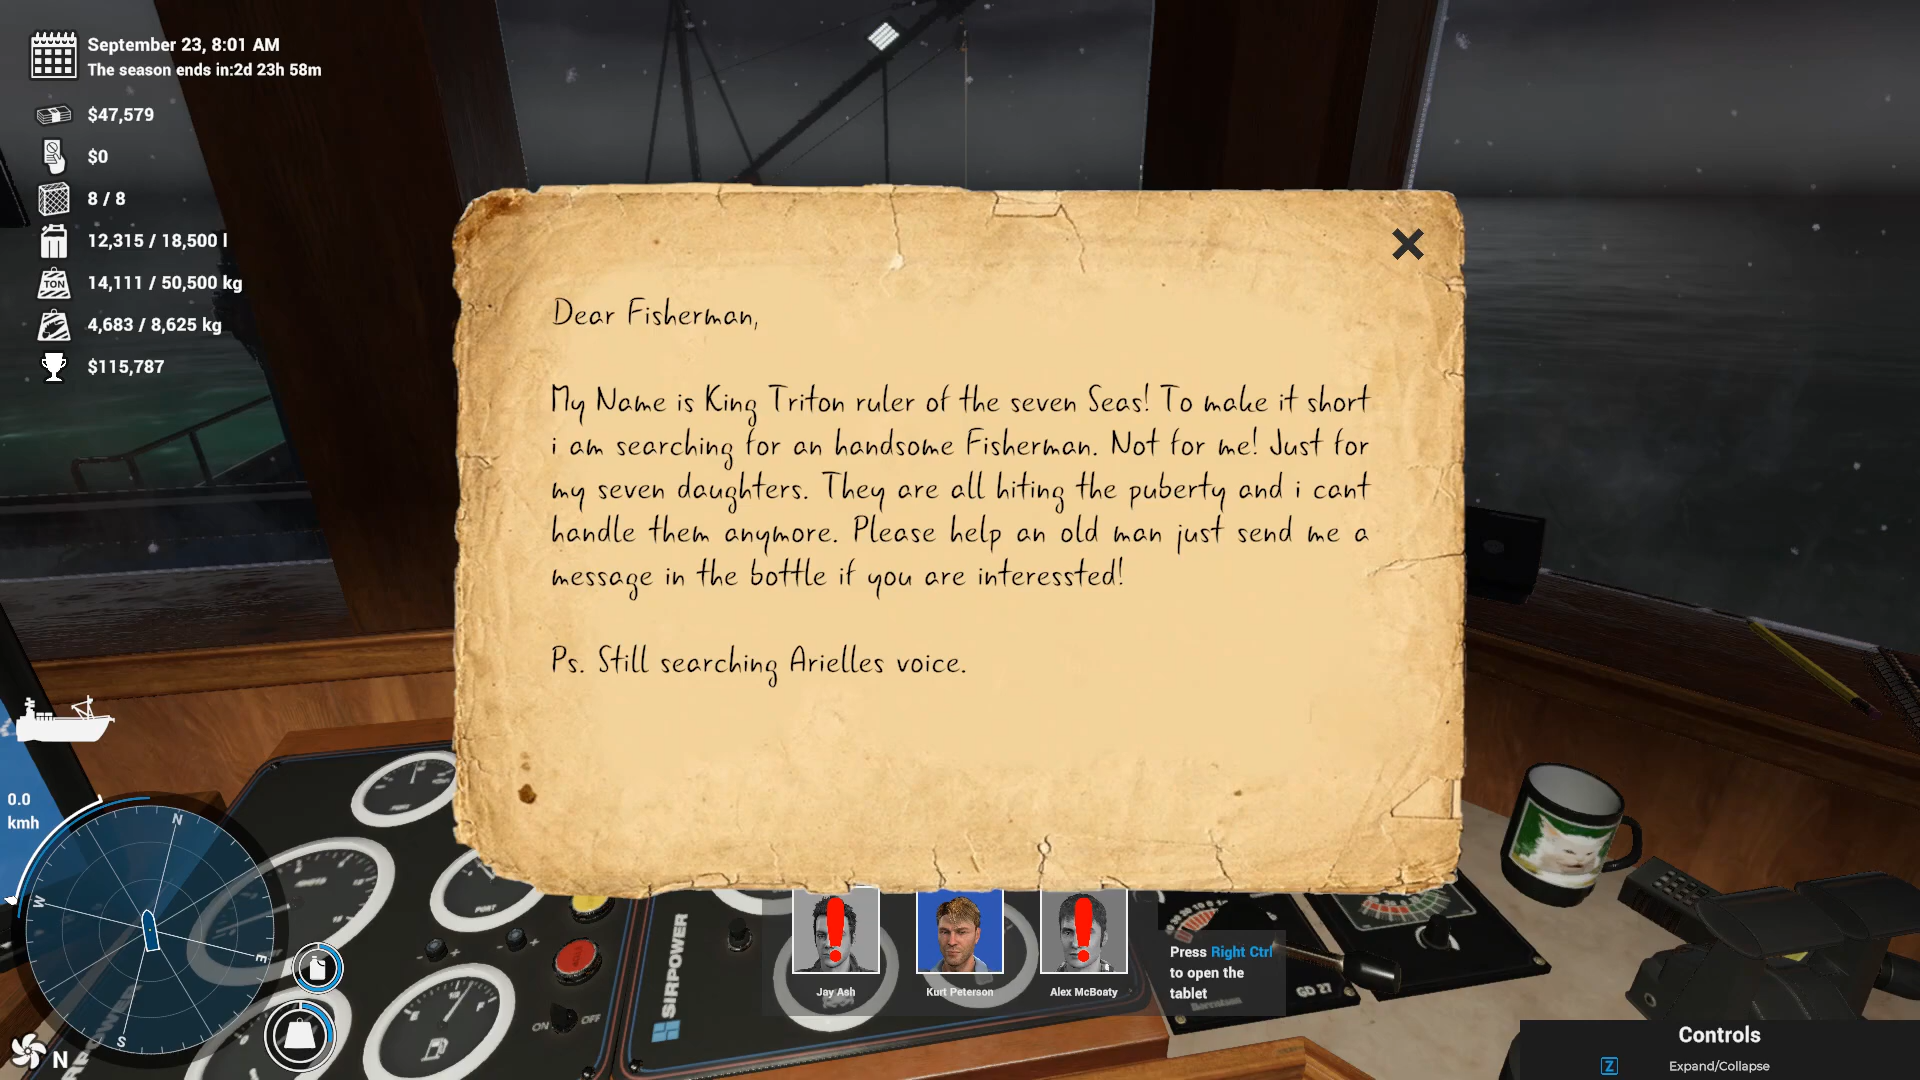 September 23, 8:01 AM
The season ends in:2d 23h 58m
$47,579
$0
8 / 8
12,315 / 18,500 l
TON
14,111 / 50,500 kg
4,683 / 8,625 kg
$115,787
Dear Fisherman,
My Name is King Triton ruler of the seven Seas! To make it short
i am searching for an handsome Fisherman. Not for me! Just for
my seven daughters. They are all hiting the puberty and i cant
handle them anymore. Please help an old man just send me a
message in the bottle if you are interessted!
Ps. Still searching Arielles voice.
0.0
kmh
N
W
E
S
N
PORT
ON
OFF
SIRPOWER
GD 27
Jay Ash
Kurt Peterson
Alex McBoaty
Press Right Ctrl
to open the
tablet
Controls
Z
Expand/Collapse